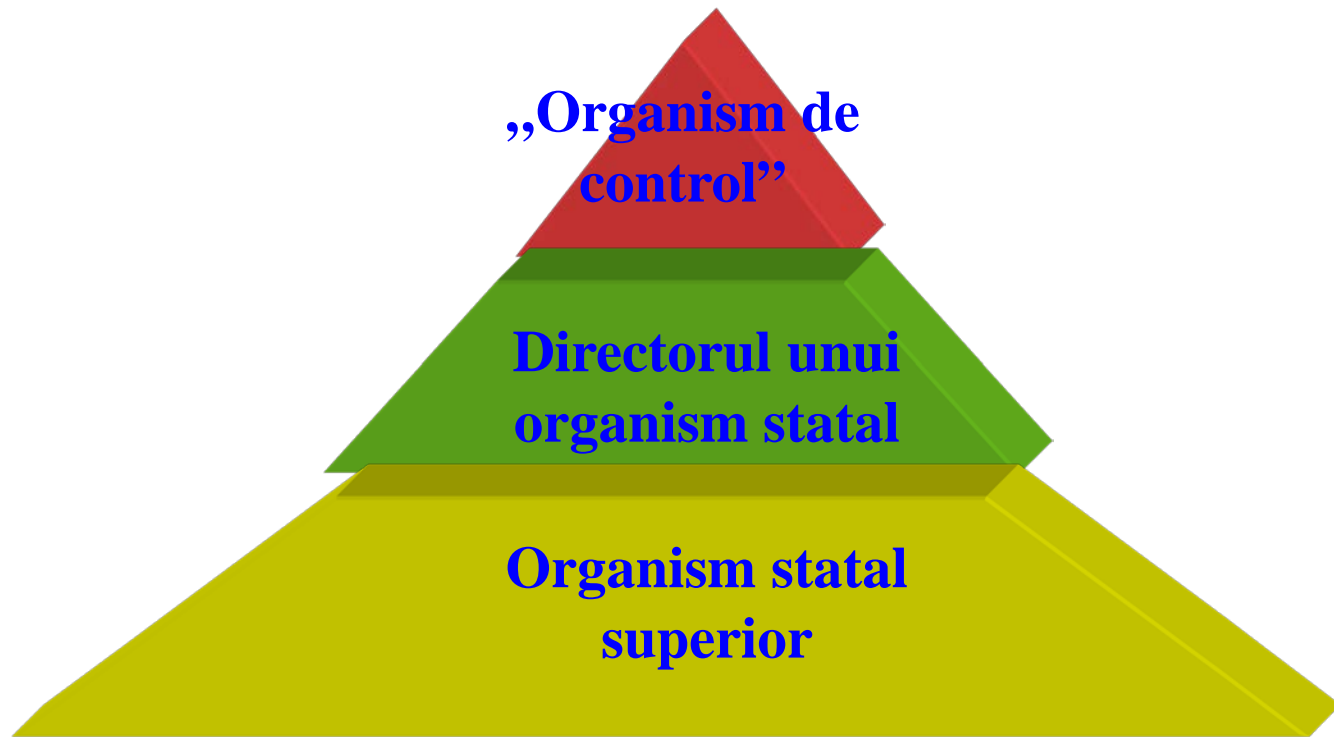 „Organism de
control”
Directorul unui
organism statal
Organism statal
superior